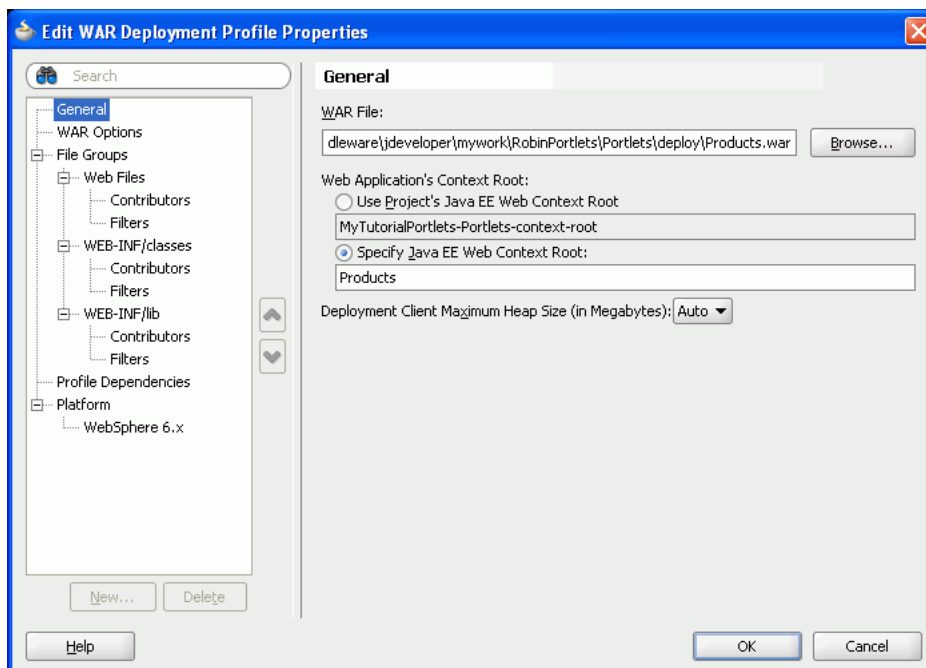 Edit WAR Deployment Profile Properties
Search
General
WAR Options
File Groups
Web Files
Contributors
Filters
WEB-INF/classes
Contributors
Filters
WEB-INF/lib
Contributors
Filters
Profile Dependencies
Platform
WebSphere 6.x
New...
Delete
General
WAR File:
dleware\jdeveloper\mywork\RobinPortlets\Portlets\deploy\Products.war
Browse...
Web Application's Context Root:
Use Project's Java EE Web Context Root
MyTutorialPortlets-Portlets-context-root
Specify Java EE Web Context Root:
Products
Deployment Client Maximum Heap Size (in Megabytes): Auto
Help
OK
Cancel